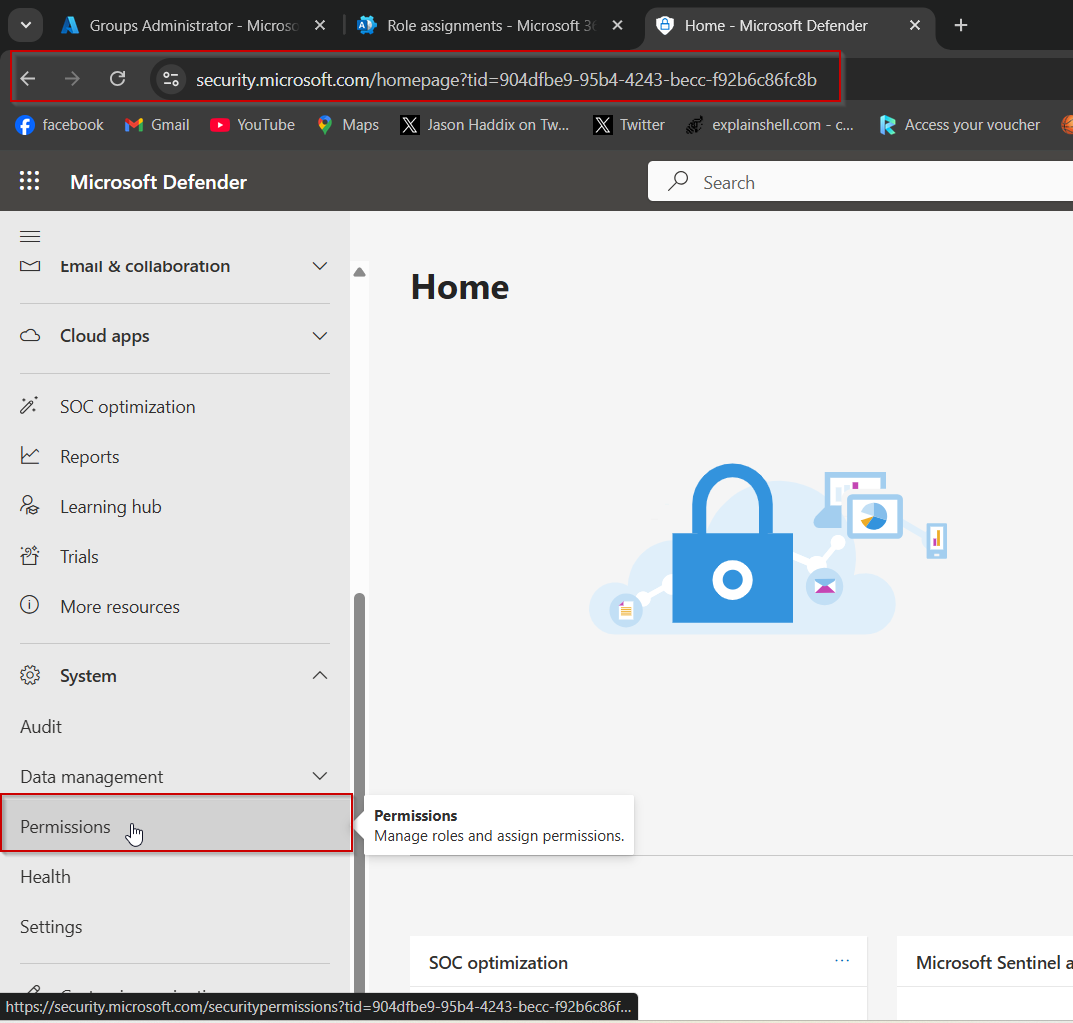 Groups Administrator - Micros
Role assignments - Microsoft 36
Home - Microsoft Defender
security.microsoft.com/homepage?tid=904dfbe9-95b4-4243-becc-f92b6c86fc8b
facebook
Gmail
YouTube
Maps
Jason Haddix on Tw...
Twitter
explainshell.com - c...
Access your voucher
Microsoft Defender
Search
Email & collaboration
Home
Cloud apps
SOC optimization
Reports
Learning hub
Trials
More resources
System
Audit
Data management
Permissions
Permissions
Manage roles and assign permissions.
Health
Settings
SOC optimization
...
Microsoft Sentinel a
https://security.microsoft.com/securitypermissions?tid=904dfbe9-95b4-4243-becc-f92b6c86f...